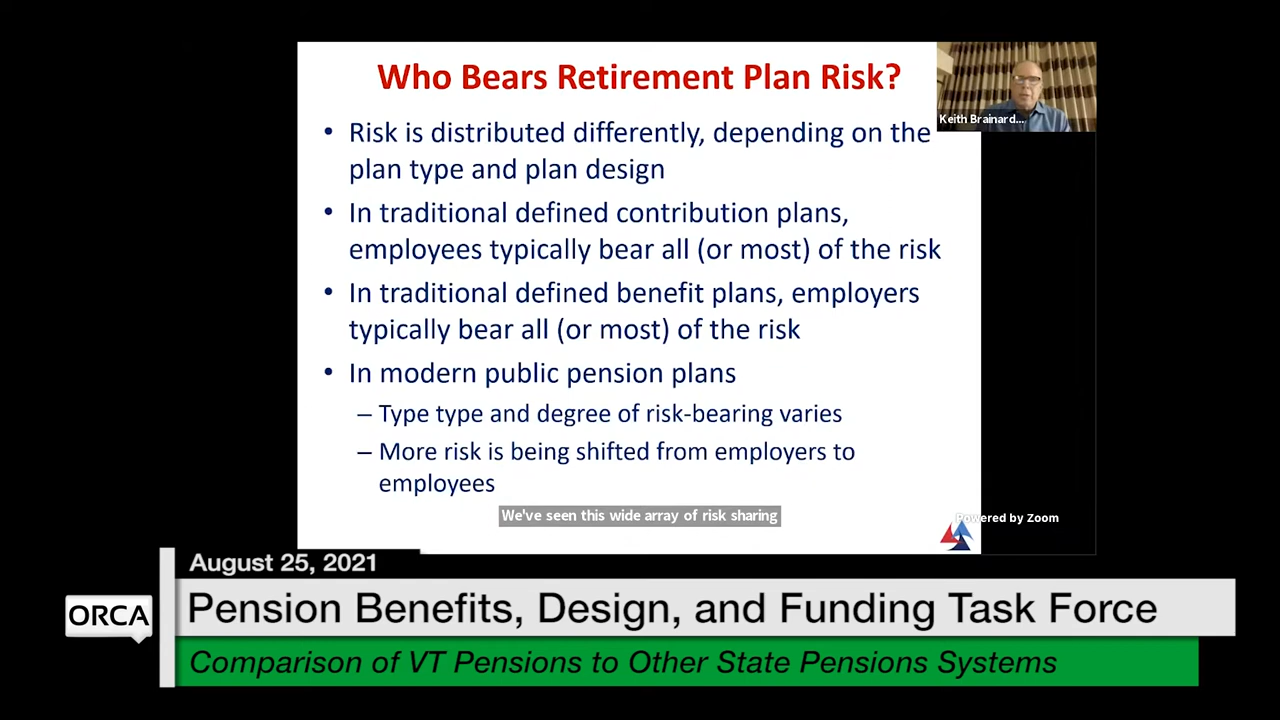 Who Bears Retirement Plan Risk?
Keith Brainard...
• Risk is distributed differently, depending on the
plan type and plan design
• In traditional defined contribution plans,
employees typically bear all (or most) of the risk
• In traditional defined benefit plans, employers
typically bear all (or most) of the risk
• In modern public pension plans
– Type type and degree of risk-bearing varies
– More risk is being shifted from employers to
employees
We've seen this wide array of risk sharing
Powered by Zoom
August 25, 2021
ORCA
Pension Benefits, Design, and Funding Task Force
Comparison of VT Pensions to Other State Pensions Systems